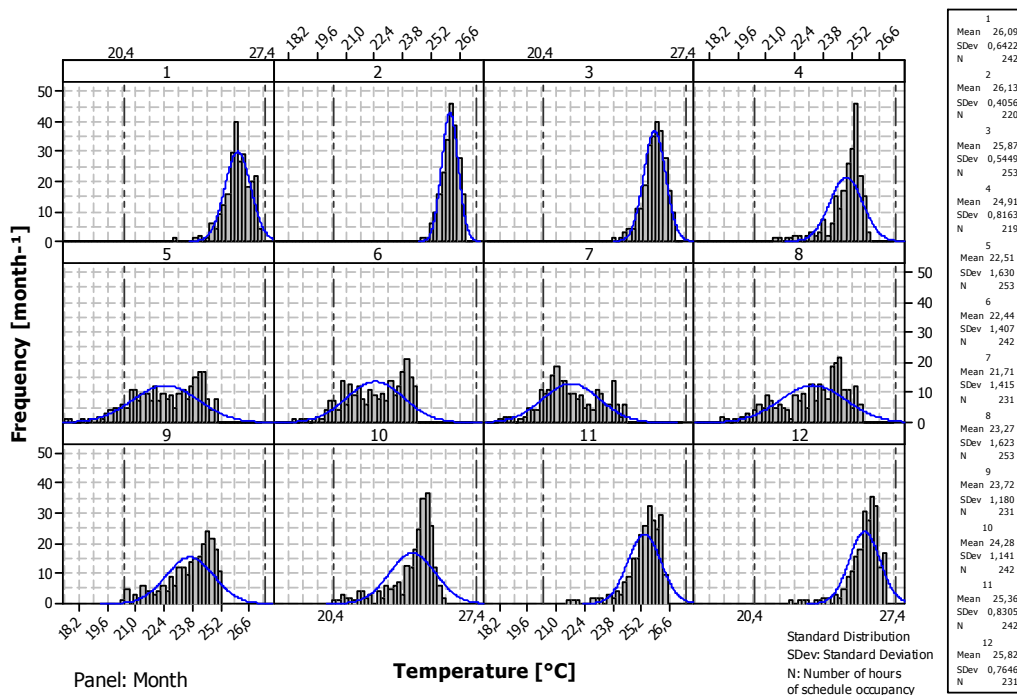 20,4 27,4 18,2 19,6 21,0 22,4 23,8 25,2 26,6 20,4 27,4 18,2 19,6 21,0 22,4 23,8 25,2 26,6
1 2 3 4
50
40
30
20
10
0
5 6 7 8
50
40
30
20
10
0
9 10 11 12
50
40
30
20
10
0
18,2 19,6 21,0 22,4 23,8 25,2 26,6 20,4 27,4 18,2 19,6 21,0 22,4 23,8 25,2 26,6 20,4 27,4
Frequency [month-¹]
Temperature [°C]
Panel: Month
Standard Distribution
SDev: Standard Deviation
N: Number of hours
of schedule occupancy
1
Mean 26,09
SDev 0,6422
N 242
2
Mean 26,13
SDev 0,4056
N 220
3
Mean 25,87
SDev 0,5449
N 253
4
Mean 24,91
SDev 0,8163
N 219
5
Mean 22,51
SDev 1,630
N 253
6
Mean 22,44
SDev 1,407
N 242
7
Mean 21,71
SDev 1,415
N 231
8
Mean 23,27
SDev 1,623
N 253
9
Mean 23,72
SDev 1,180
N 231
10
Mean 24,28
SDev 1,141
N 242
11
Mean 25,36
SDev 0,8305
N 242
12
Mean 25,82
SDev 0,7646
N 231